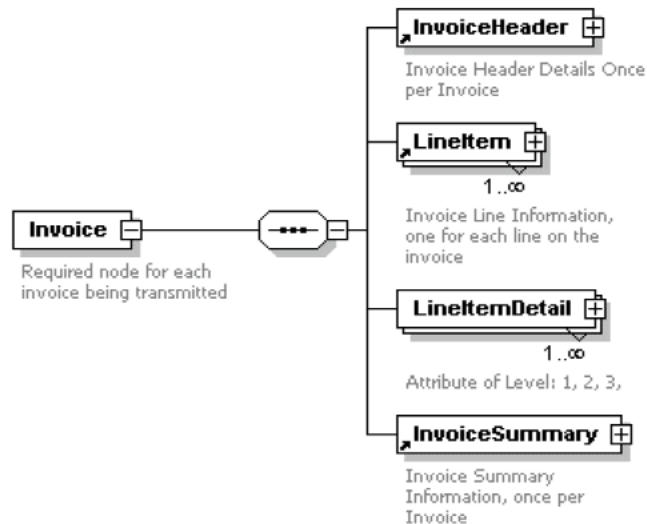 InvoiceHeader
Invoice Header Details Once
per Invoice
LineItem
1..∞
Invoice Line Information,
one for each line on the
invoice
Invoice
Required node for each
invoice being transmitted
LineItemDetail
1..∞
Attribute of Level: 1, 2, 3,
InvoiceSummary
Invoice Summary
Information, once per
Invoice